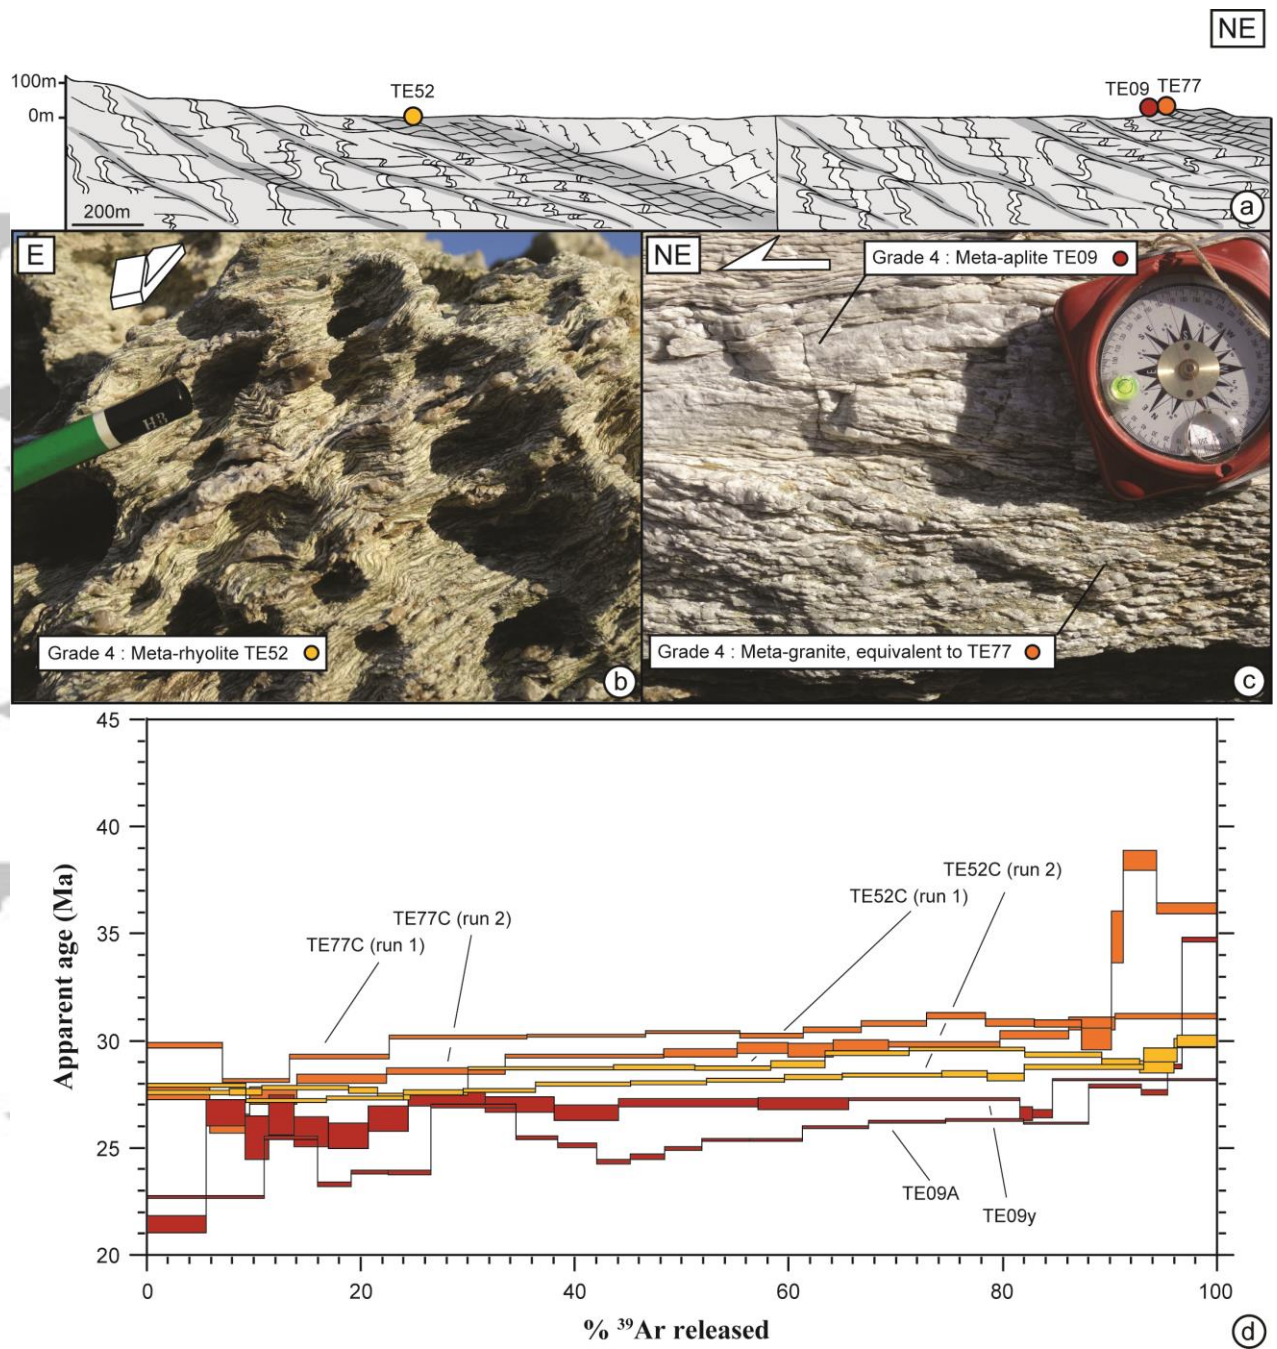 NE
100m
0m
TE52
TE09 TE77
200m
a
E
HB
Grade 4 : Meta-rhyolite TE52
b
NE
Grade 4 : Meta-aplite TE09
Grade 4 : Meta-granite, equivalent to TE77
c
45
40
35
30
25
20
Apparent age (Ma)
TE52C (run 2)
TE52C (run 1)
TE77C (run 2)
TE77C (run 1)
TE09A
TE09y
0 20 40 60 80 100
% ³⁹Ar released
d